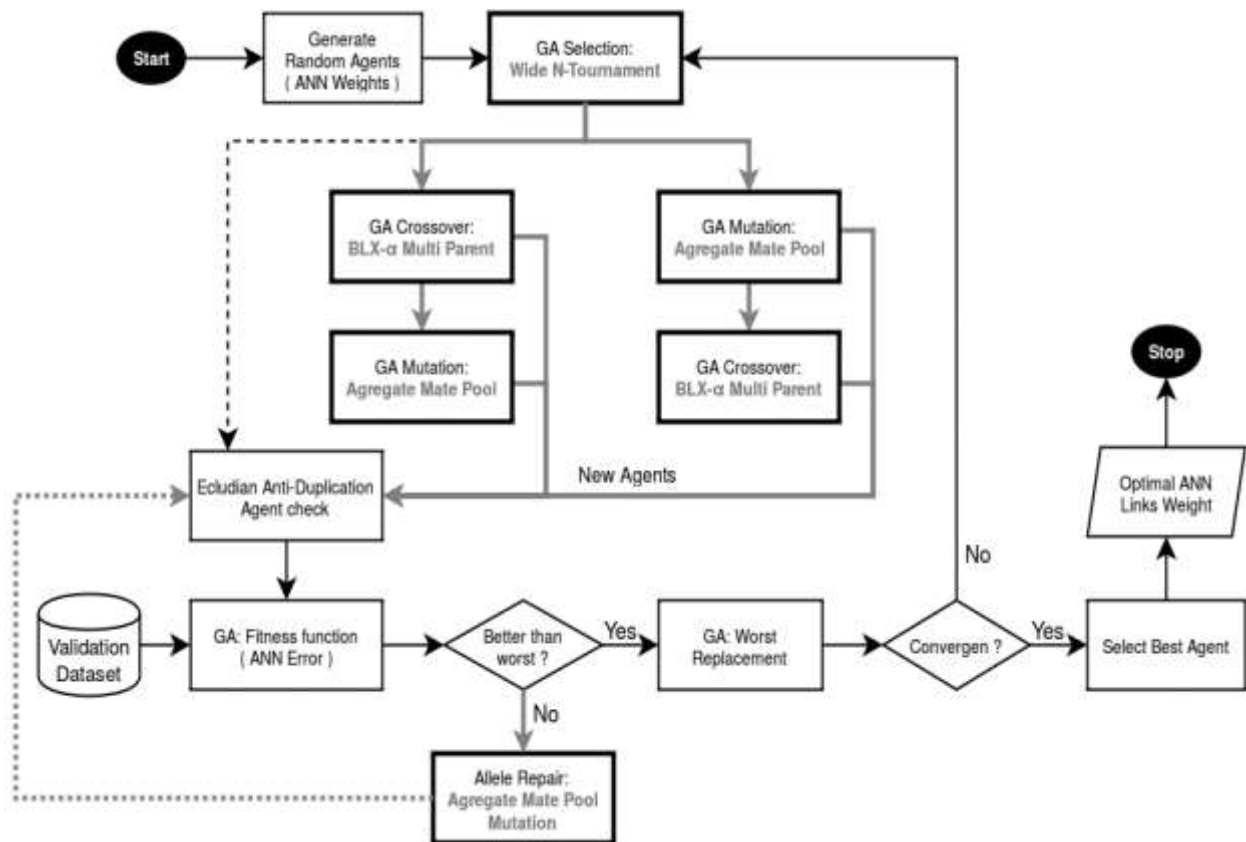 Start
Generate
Random Agents
( ANN Weights )
GA Selection:
Wide N-Tournament
GA Crossover:
BLX-α Multi Parent
GA Mutation:
Agregate Mate Pool
GA Mutation:
Agregate Mate Pool
GA Crossover:
BLX-α Multi Parent
Stop
Ecludian Anti-Duplication
Agent check
New Agents
Optimal ANN
Links Weight
No
Validation
Dataset
GA: Fitness function
( ANN Error )
Better than
worst ?
Yes
GA: Worst
Replacement
Convergen ?
Yes
Select Best Agent
No
Allele Repair:
Agregate Mate Pool
Mutation